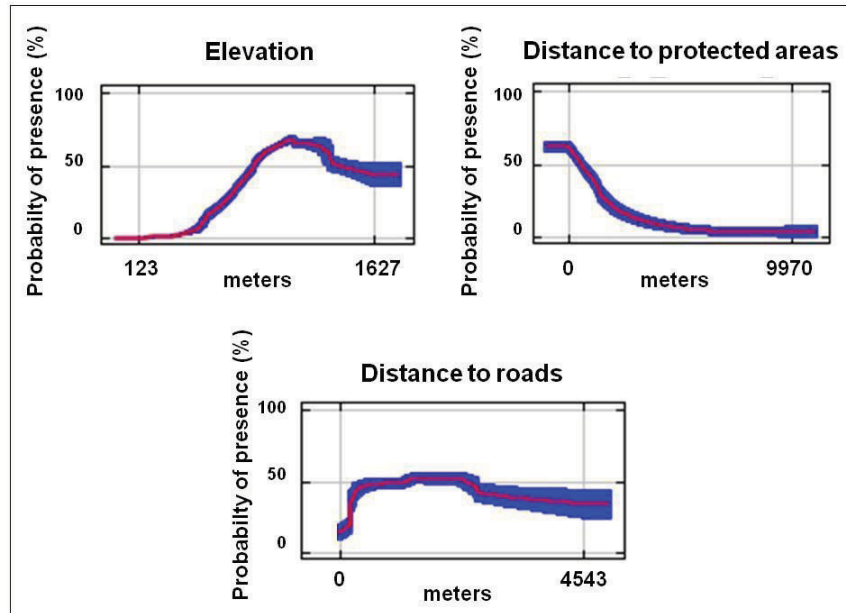 Elevation
Probabilty of presence (%)
100
50
0
123
1627
meters
Distance to protected areas
Probabilty of presence (%)
100
50
0
0
9970
meters
Distance to roads
Probabilty of presence (%)
100
50
0
0
4543
meters